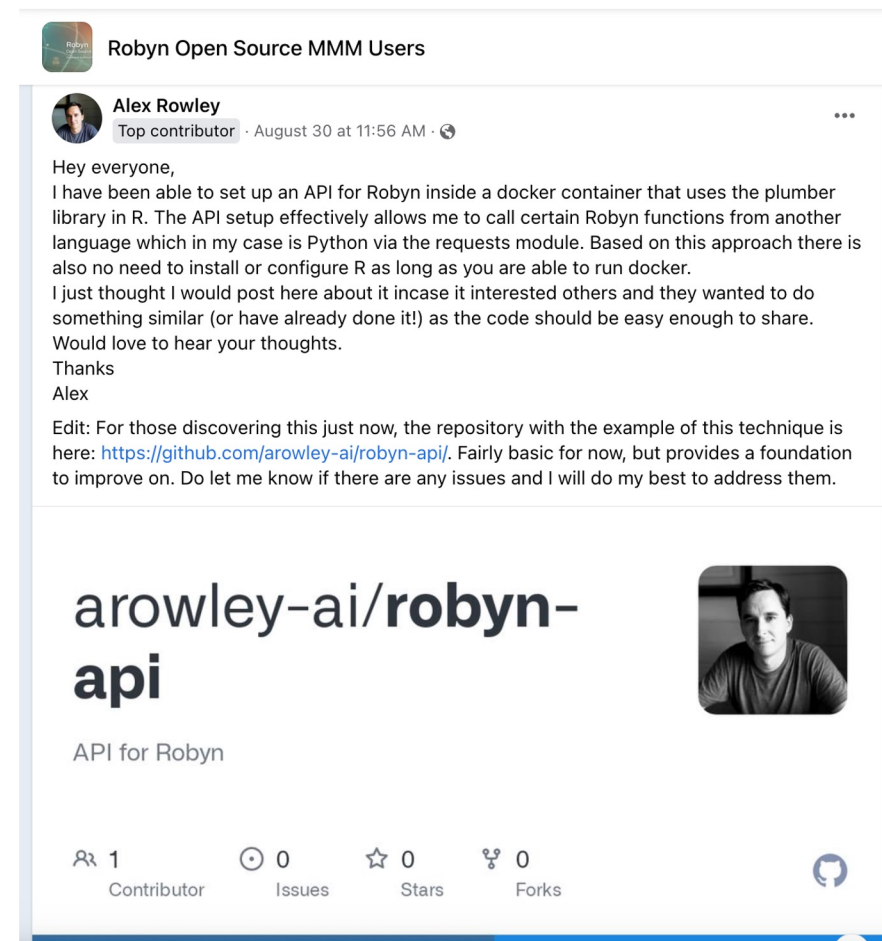 Robyn
Robyn Open Source MMM Users
Alex Rowley
Top contributor · August 30 at 11:56 AM ·
Hey everyone,
I have been able to set up an API for Robyn inside a docker container that uses the plumber
library in R. The API setup effectively allows me to call certain Robyn functions from another
language which in my case is Python via the requests module. Based on this approach there is
also no need to install or configure R as long as you are able to run docker.
I just thought I would post here about it incase it interested others and they wanted to do
something similar (or have already done it!) as the code should be easy enough to share.
Would love to hear your thoughts.
Thanks
Alex
Edit: For those discovering this just now, the repository with the example of this technique is
here: https://github.com/arowley-ai/robyn-api/. Fairly basic for now, but provides a foundation
to improve on. Do let me know if there are any issues and I will do my best to address them.
arowley-ai/robyn-
api
API for Robyn
1 0 0 0
Contributor Issues Stars Forks